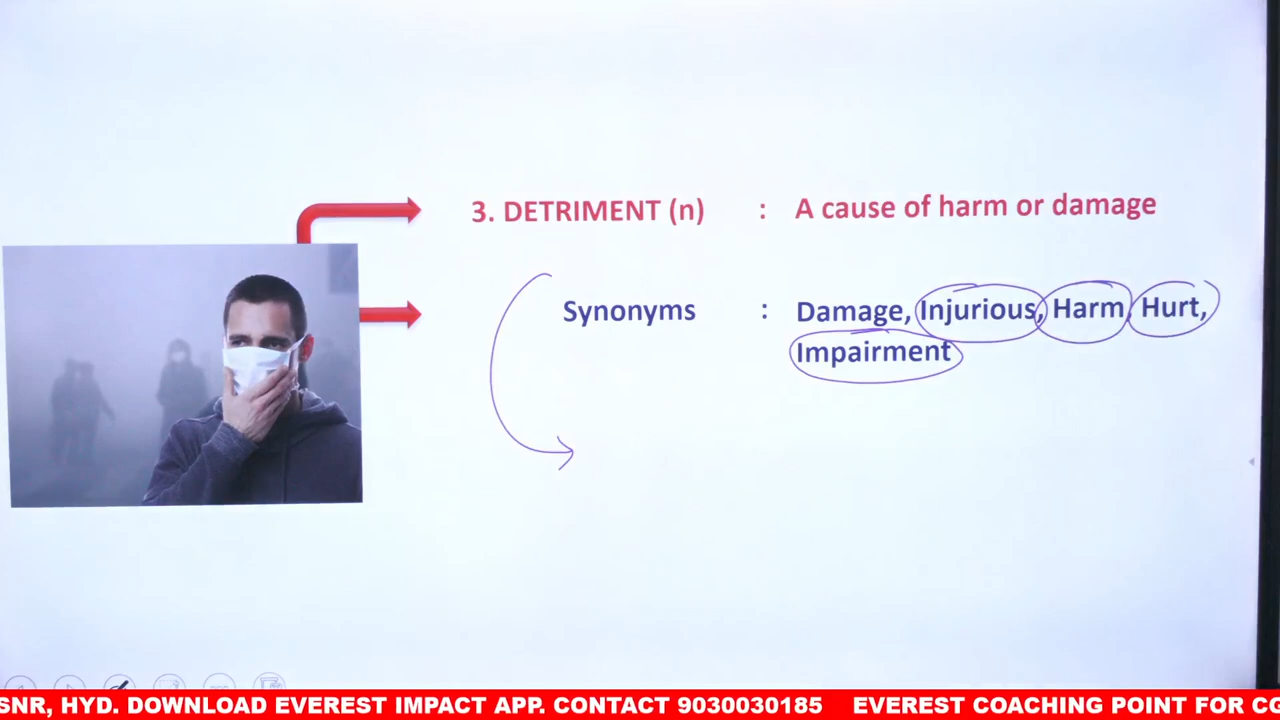 3. DETRIMENT (n) : A cause of harm or damage
Synonyms : Damage, Injurious, Harm, Hurt,
Impairment
SNR, HYD. DOWNLOAD EVEREST IMPACT APP. CONTACT 9030030185 EVEREST COACHING POINT FOR CG